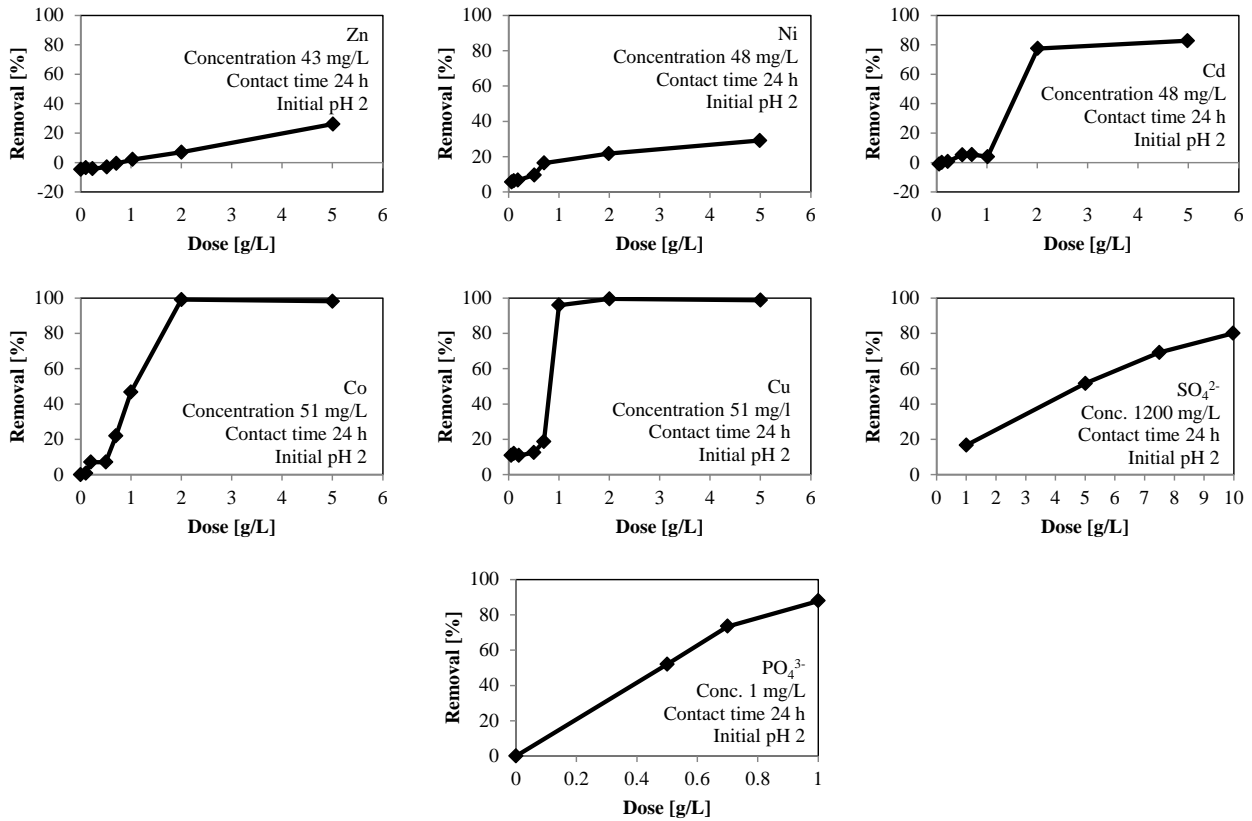 100
80
60
40
20
0
-20
Removal [%]
Zn
Concentration 43 mg/L
Contact time 24 h
Initial pH 2
0 1 2 3 4 5 6
Dose [g/L]
100
80
60
40
20
0
Removal [%]
Ni
Concentration 48 mg/L
Contact time 24 h
Initial pH 2
0 1 2 3 4 5 6
Dose [g/L]
100
80
60
40
20
0
-20
Removal [%]
Cd
Concentration 48 mg/L
Contact time 24 h
Initial pH 2
0 1 2 3 4 5 6
Dose [g/L]
100
80
60
40
20
0
Removal [%]
Co
Concentration 51 mg/L
Contact time 24 h
Initial pH 2
0 1 2 3 4 5 6
Dose [g/L]
100
80
60
40
20
0
Removal [%]
Cu
Concentration 51 mg/l
Contact time 24 h
Initial pH 2
0 1 2 3 4 5 6
Dose [g/L]
100
80
60
40
20
0
Removal [%]
SO₄²⁻
Conc. 1200 mg/L
Contact time 24 h
Initial pH 2
0 1 2 3 4 5 6 7 8 9 10
Dose [g/L]
100
80
60
40
20
0
Removal [%]
PO₄³⁻
Conc. 1 mg/L
Contact time 24 h
Initial pH 2
0 0.2 0.4 0.6 0.8 1
Dose [g/L]